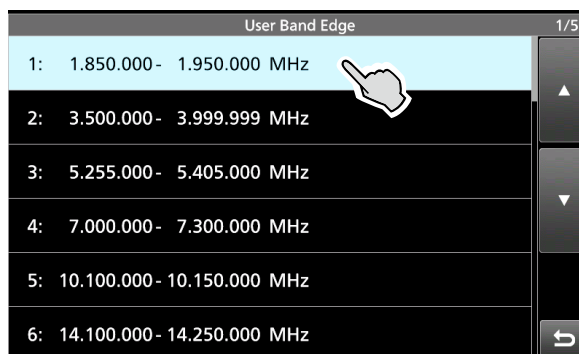 User Band Edge 1/5
1: 1.850.000 - 1.950.000 MHz
2: 3.500.000 - 3.999.999 MHz
3: 5.255.000 - 5.405.000 MHz
4: 7.000.000 - 7.300.000 MHz
5: 10.100.000 - 10.150.000 MHz
6: 14.100.000 - 14.250.000 MHz